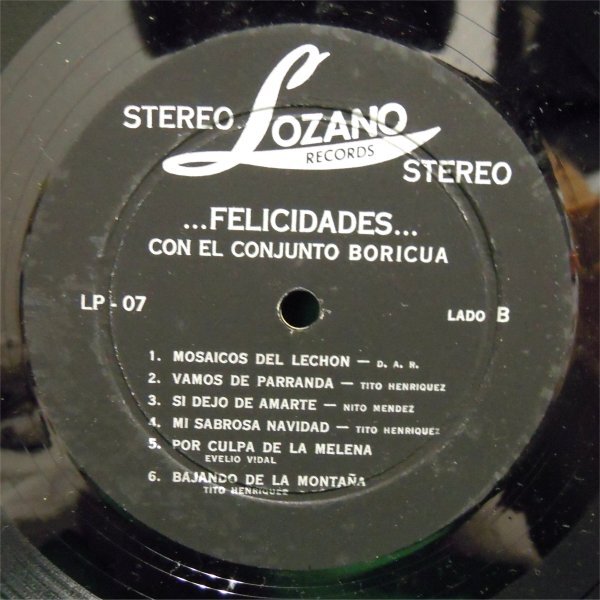 STEREO LOZANO
RECORDS
STEREO
...FELICIDADES...
CON EL CONJUNTO BORICUA
LP - 07 LADO B
1. MOSAICOS DEL LECHON — D. A. R.
2. VAMOS DE PARRANDA — TITO HENRIQUEZ
3. SI DEJO DE AMARTE — NITO MENDEZ
4. MI SABROSA NAVIDAD — TITO HENRIQUEZ
5. POR CULPA DE LA MELENA
EVELIO VIDAL
6. BAJANDO DE LA MONTAÑA
TITO HENRIQUEZ